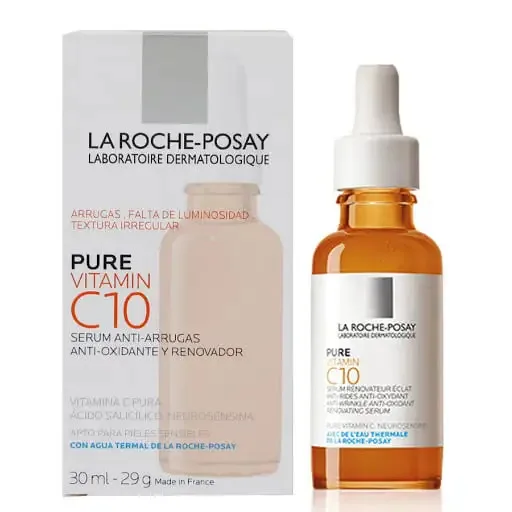 LA ROCHE-POSAY
LABORATOIRE DERMATOLOGIQUE
ARRUGAS . FALTA DE LUMINOSIDAD
TEXTURA IRREGULAR
PURE
VITAMIN
C10
SERUM ANTI-ARRUGAS
ANTI-OXIDANTE Y RENOVADOR
VITAMINA C PURA
ÁCIDO SALICÍLICO. NEUROSENSINA.
APTO PARA PIELES SENSIBLES
CON AGUA TERMAL DE LA ROCHE-POSAY
30 ml - 29 g Made in France
LA ROCHE-POSAY
LABORATOIRE DERMATOLOGIQUE
PURE
VITAMIN
C10
SERUM RÉNOVATEUR ÉCLAT
ANTI-RIDES ANTI-OXYDANT
ANTI-WRINKLE ANTI-OXIDANT
RENOVATING SERUM
PURE VITAMIN C. NEUROSENSINE
AVEC DE L'EAU THERMALE
DE LA ROCHE-POSAY